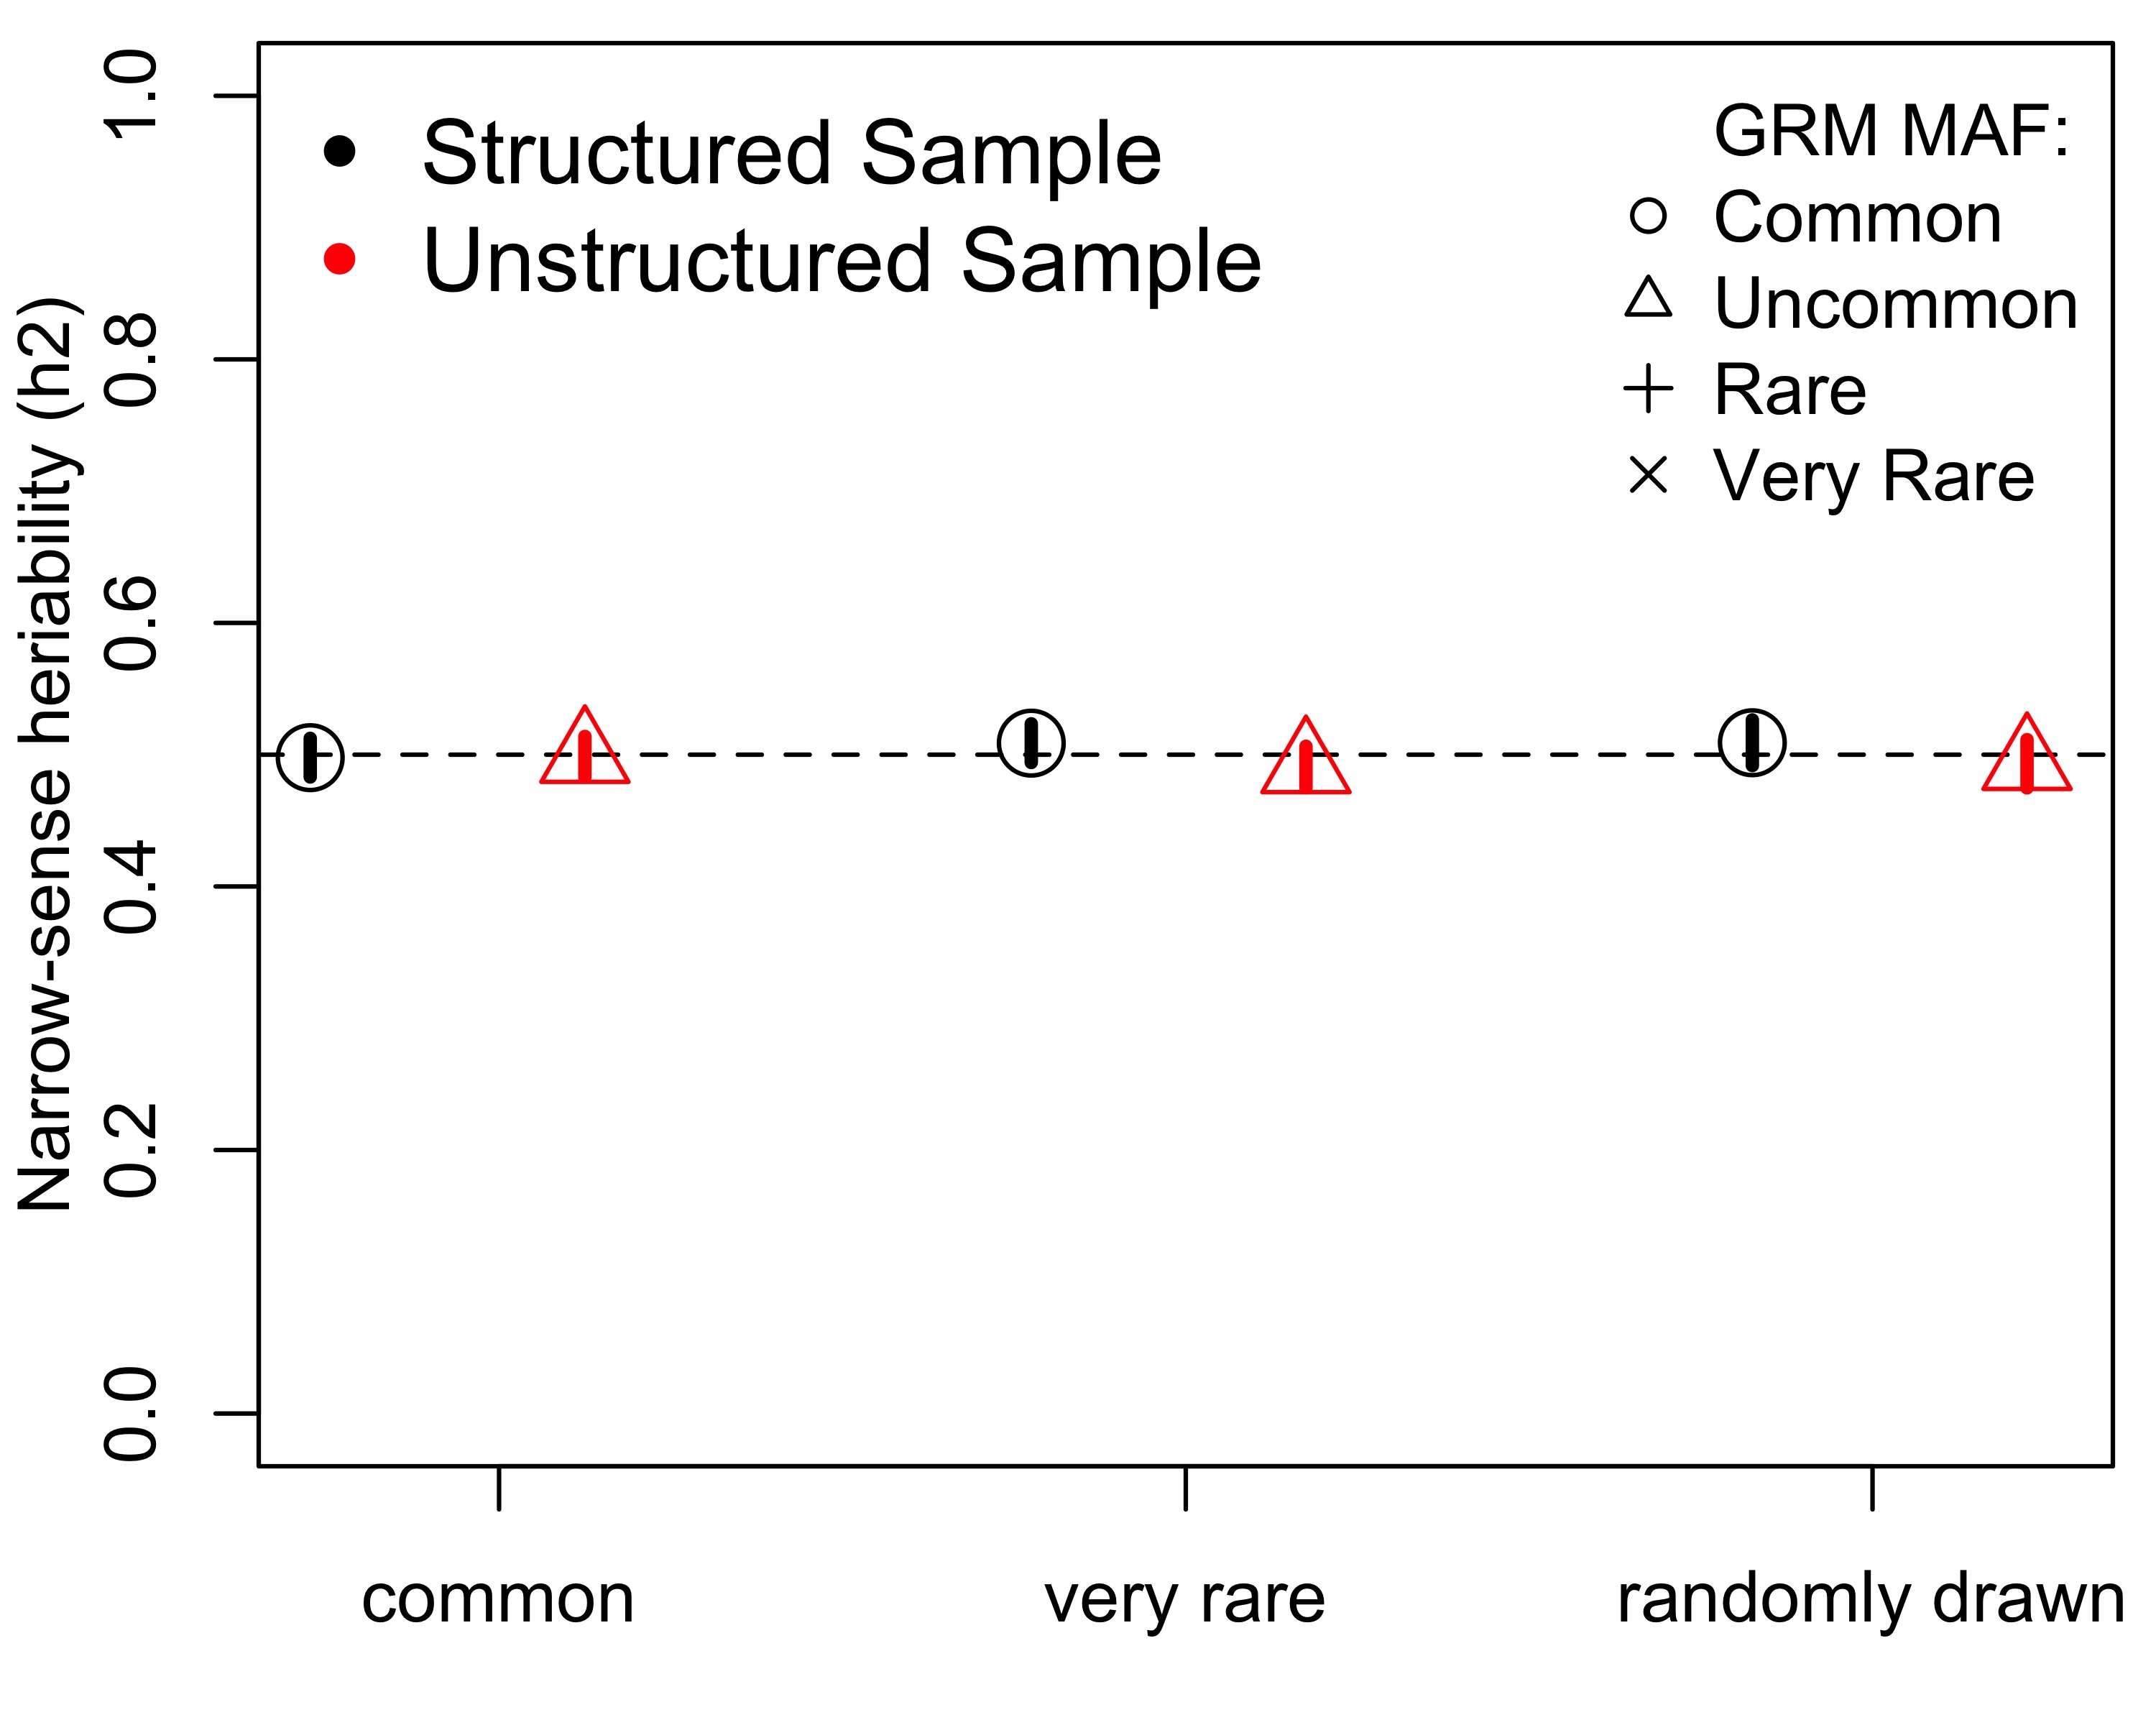 Structured Sample
Unstructured Sample
GRM MAF:
Common
Uncommon
Rare
Very Rare
Narrow-sense heriability (h2)
1.0
0.8
0.6
0.4
0.2
0.0
common
very rare
randomly drawn